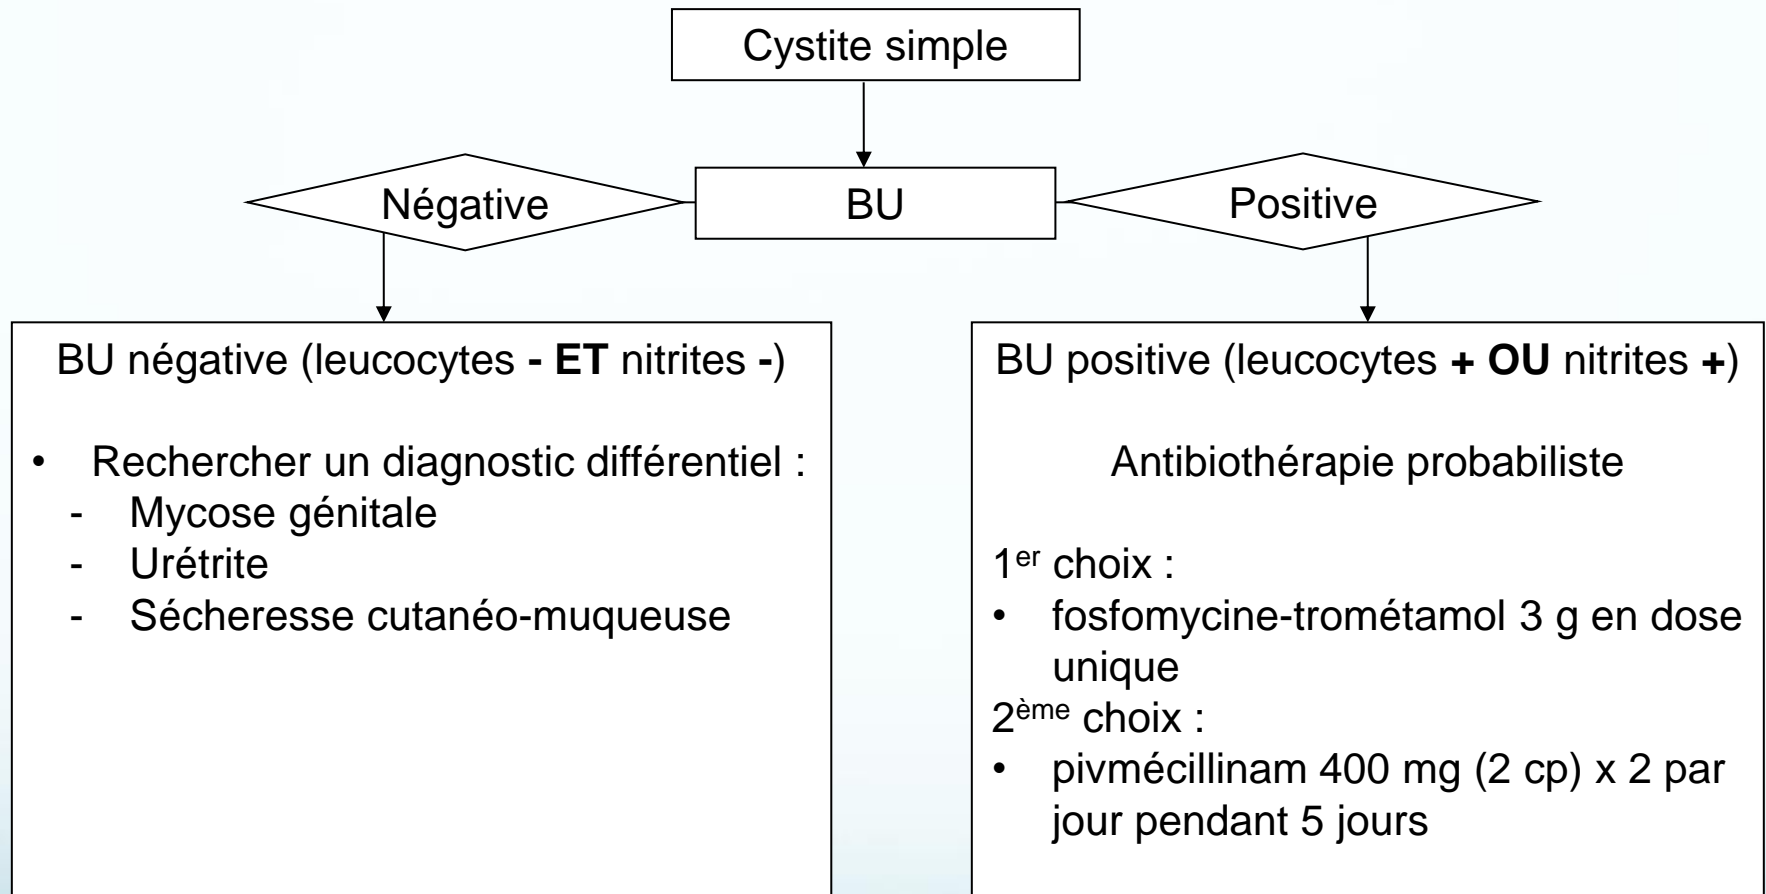 Cystite simple
Négative
BU
Positive
BU négative (leucocytes - ET nitrites -)
• Rechercher un diagnostic différentiel :
- Mycose génitale
- Urétrite
- Sécheresse cutanéo-muqueuse
BU positive (leucocytes + OU nitrites +)
Antibiothérapie probabiliste
1er choix :
• fosfomycine-trométamol 3 g en dose
unique
2ème choix :
• pivmécillinam 400 mg (2 cp) x 2 par
jour pendant 5 jours